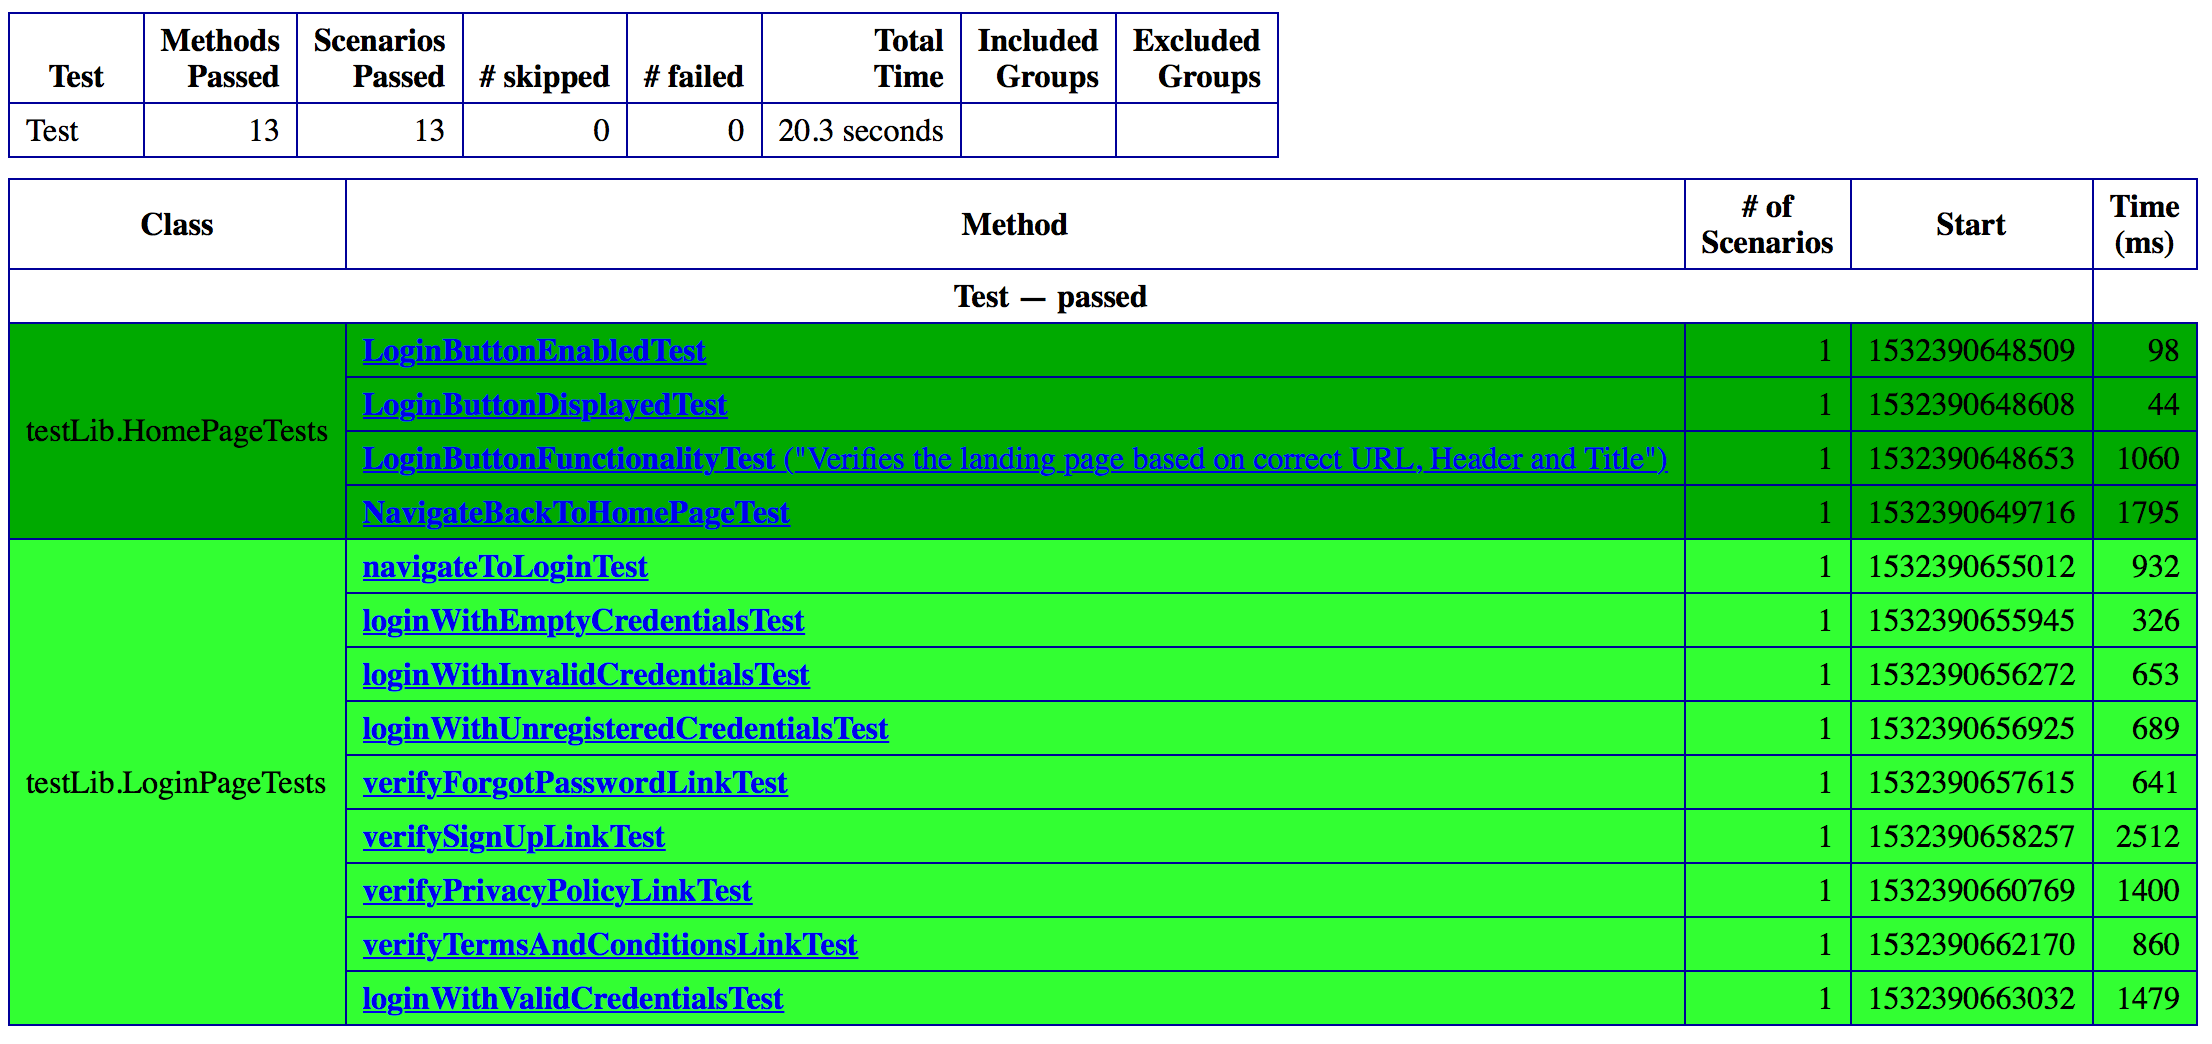 Test Methods Passed Scenarios Passed # skipped # failed Total Time Included Groups Excluded Groups
Test 13 13 0 0 20.3 seconds
Class Method # of Scenarios Start Time (ms)
Test — passed
testLib.HomePageTests
LoginButtonEnabledTest 1 1532390648509 98
LoginButtonDisplayedTest 1 1532390648608 44
LoginButtonFunctionalityTest ("Verifies the landing page based on correct URL, Header and Title") 1 1532390648653 1060
NavigateBackToHomePageTest 1 1532390649716 1795
testLib.LoginPageTests
navigateToLoginTest 1 1532390655012 932
loginWithEmptyCredentialsTest 1 1532390655945 326
loginWithInvalidCredentialsTest 1 1532390656272 653
loginWithUnregisteredCredentialsTest 1 1532390656925 689
verifyForgotPasswordLinkTest 1 1532390657615 641
verifySignUpLinkTest 1 1532390658257 2512
verifyPrivacyPolicyLinkTest 1 1532390660769 1400
verifyTermsAndConditionsLinkTest 1 1532390662170 860
loginWithValidCredentialsTest 1 1532390663032 1479